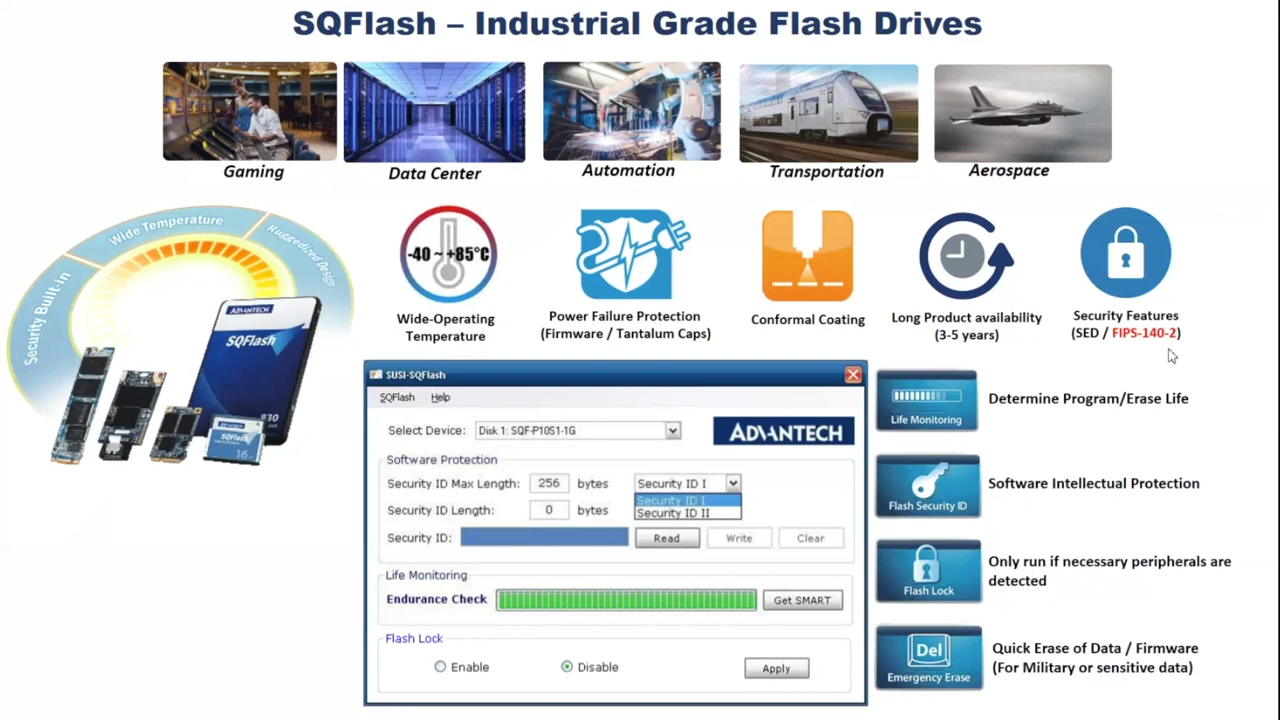 SQFlash – Industrial Grade Flash Drives
Gaming
Data Center
Automation
Transportation
Aerospace
Security Built-in
Wide Temperature
Ruggedized Design
ADVANTECH
SQFlash
830
SQFlash
16
-40 ~ +85°C
Wide-Operating
Temperature
Power Failure Protection
(Firmware / Tantalum Caps)
Conformal Coating
Long Product availability
(3-5 years)
Security Features
(SED / FIPS-140-2)
SUSI-SQFlash
SQFlash Help
Select Device: Disk 1: SQF-P10S1-1G
ADVANTECH
Software Protection
Security ID Max Length: 256 bytes Security ID I
Security ID I
Security ID Length: 0 bytes Security ID II
Security ID: Read Write Clear
Life Monitoring
Endurance Check Get SMART
Flash Lock
Enable Disable Apply
Life Monitoring
Determine Program/Erase Life
Flash Security ID
Software Intellectual Protection
Flash Lock
Only run if necessary peripherals are
detected
Del
Emergency Erase
Quick Erase of Data / Firmware
(For Military or sensitive data)